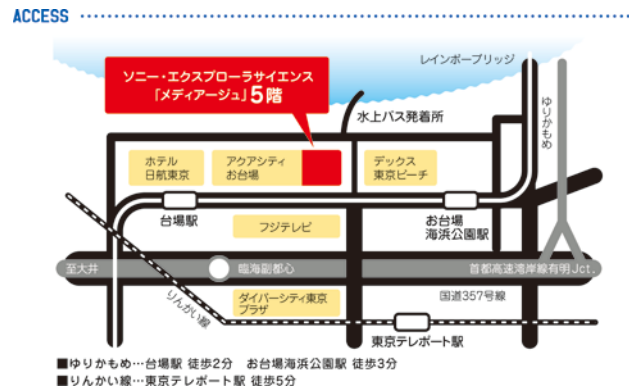 ACCESS
レインボーブリッジ
ソニー・エクスプローラサイエンス
「メディアージュ」5階
水上バス発着所
ゆりかもめ
ホテル
日航東京
アクアシティ
お台場
デックス
東京ビーチ
台場駅
お台場
海浜公園駅
フジテレビ
至大井
臨海副都心
首都高速湾岸線有明Jct.
りんかい線
ダイバーシティ東京
プラザ
国道357号線
東京テレポート駅
■ゆりかもめ…台場駅 徒歩2分 お台場海浜公園駅 徒歩3分
■りんかい線…東京テレポート駅 徒歩5分